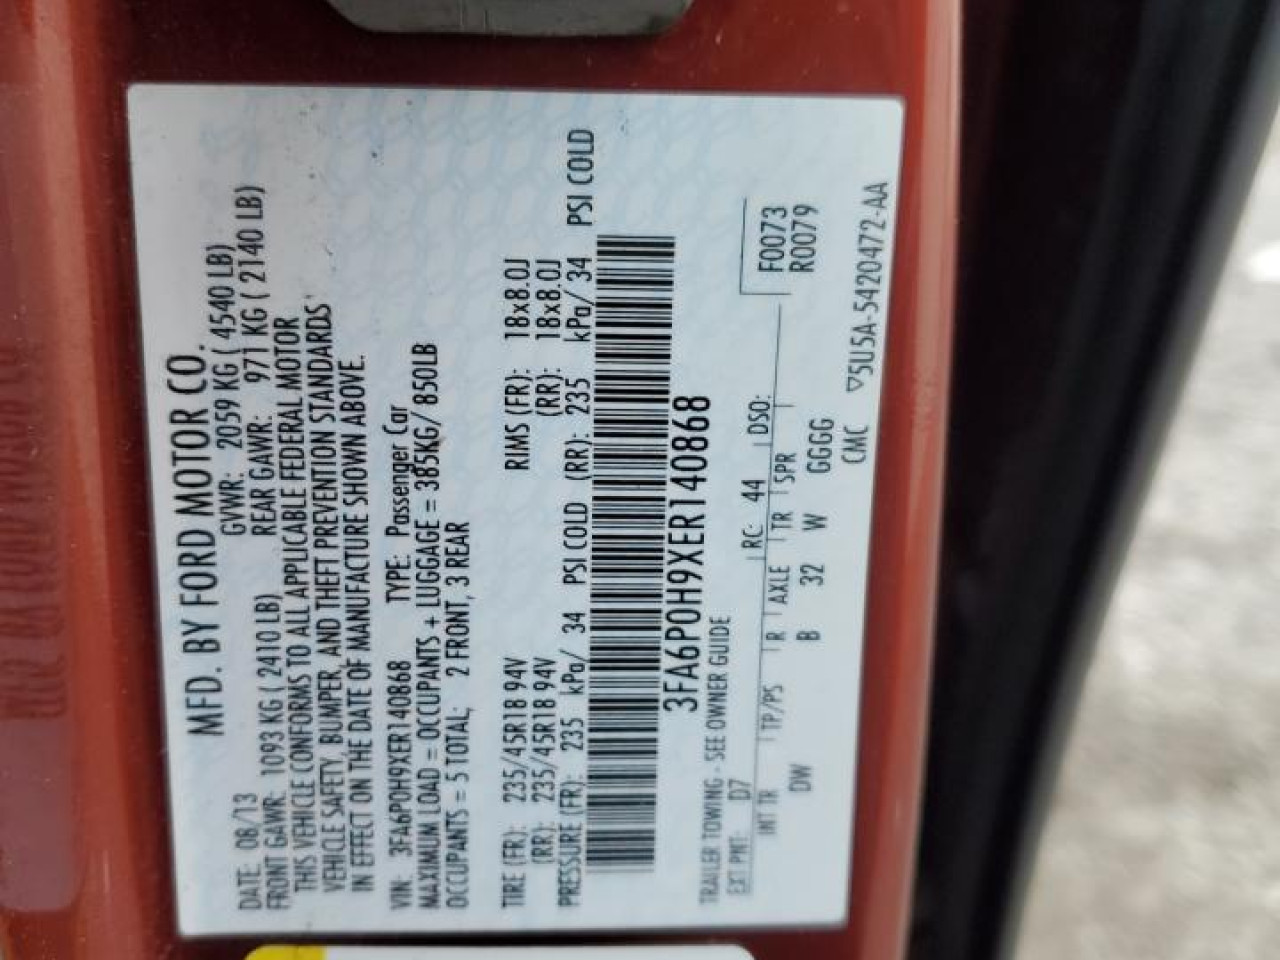 MFD. BY FORD MOTOR CO.
DATE: 08/13 GVWR: 2059 KG ( 4540 LB)
FRONT GAWR: 1093 KG ( 2410 LB) REAR GAWR: 971 KG ( 2140 LB)
THIS VEHICLE CONFORMS TO ALL APPLICABLE FEDERAL MOTOR
VEHICLE SAFETY, BUMPER, AND THEFT PREVENTION STANDARDS
IN EFFECT ON THE DATE OF MANUFACTURE SHOWN ABOVE.
VIN: 3FA6P0H9XER140868 TYPE: Passenger Car
MAXIMUM LOAD = OCCUPANTS + LUGGAGE = 385KG/ 850LB
OCCUPANTS = 5 TOTAL, 2 FRONT, 3 REAR
TIRE (FR): 235/45R18 94V RIMS (FR): 18x8.0J
(RR): 235/45R18 94V (RR): 18x8.0J
PRESSURE (FR): 235 kPa/ 34 PSI COLD (RR): 235 kPa/ 34 PSI COLD
3FA6P0H9XER140868
TRAILER TOWING - SEE OWNER GUIDE
EXT PNT: D7 RC: 44 DSO: F0073
INT TR TP/PS R AXLE TR SPR R0079
DW B 32 W GGGG
CMC ▽5U5A-5420472-AA